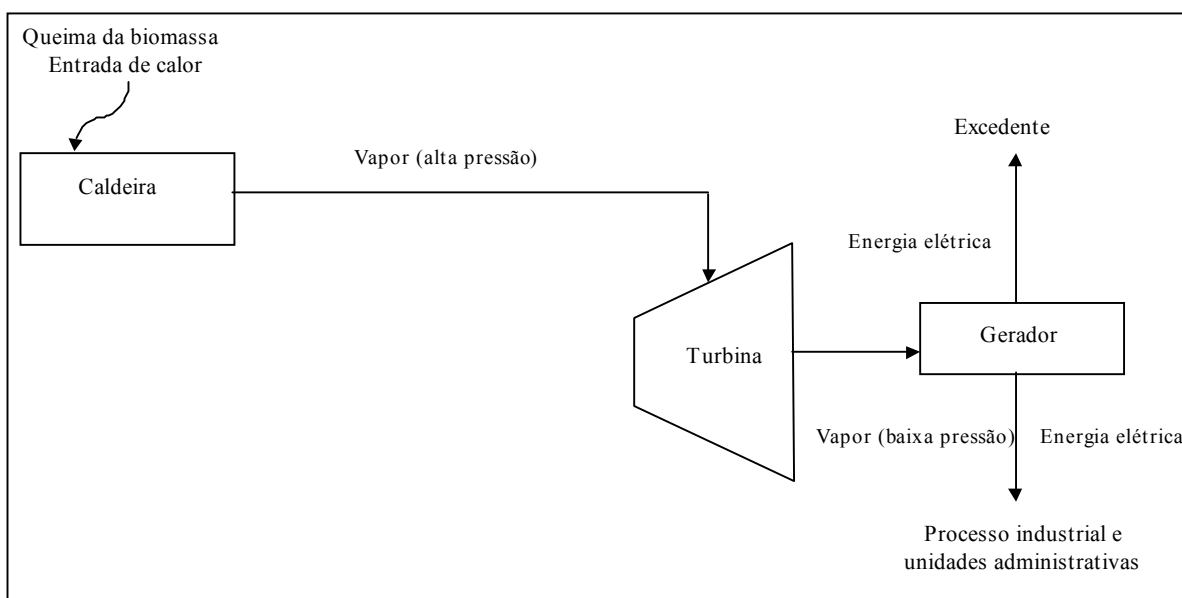 Queima da biomassa
Entrada de calor
Caldeira
Vapor (alta pressão)
Excedente
Energia elétrica
Turbina
Gerador
Vapor (baixa pressão)
Energia elétrica
Processo industrial e
unidades administrativas